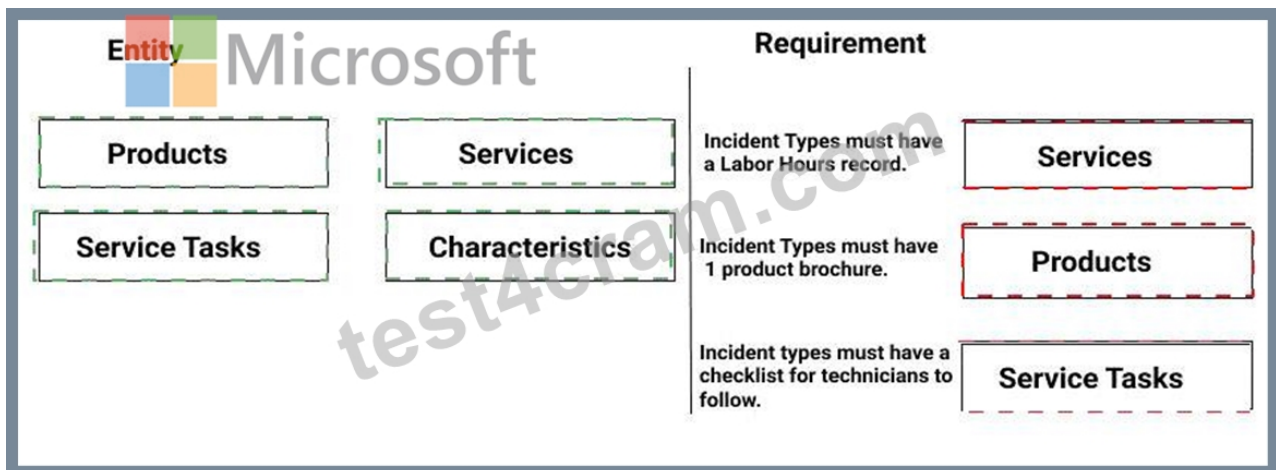 Entity
Microsoft
Requirement
Products
Services
Service Tasks
Characteristics
Incident Types must have
a Labor Hours record.
Services
Incident Types must have
1 product brochure.
Products
Incident types must have a
checklist for technicians to
follow.
Service Tasks
test4cram.com